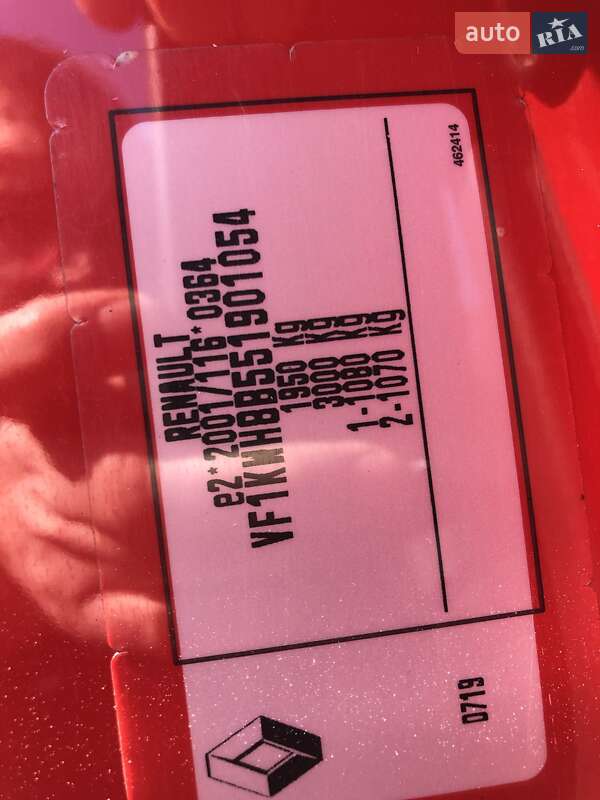 auto RIA .com
462414
RENAULT
e2*2001/116*0364
VF1KWHBB551901054
1950 kg
3000 kg
1-1080 kg
2-1070 kg
0719